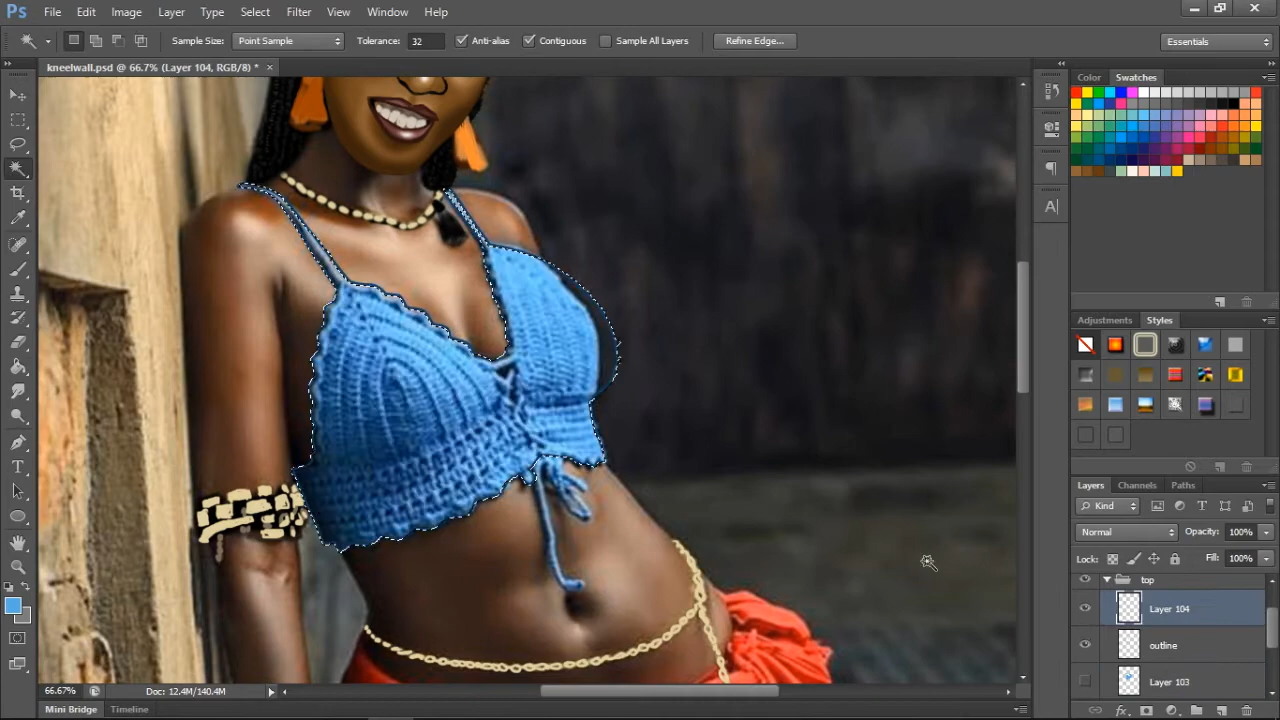 Ps File Edit Image Layer Type Select Filter View Window Help
Sample Size: Point Sample Tolerance: 32 Anti-alias Contiguous Sample All Layers Refine Edge... Essentials
kneelwall.psd @ 66.7% (Layer 104, RGB/8) * ×
Color Swatches
Adjustments Styles
Layers Channels Paths
Kind
Normal Opacity: 100%
Lock: Fill: 100%
top
Layer 104
outline
Layer 103
66.67% Doc: 12.4M/140.4M
Mini Bridge Timeline